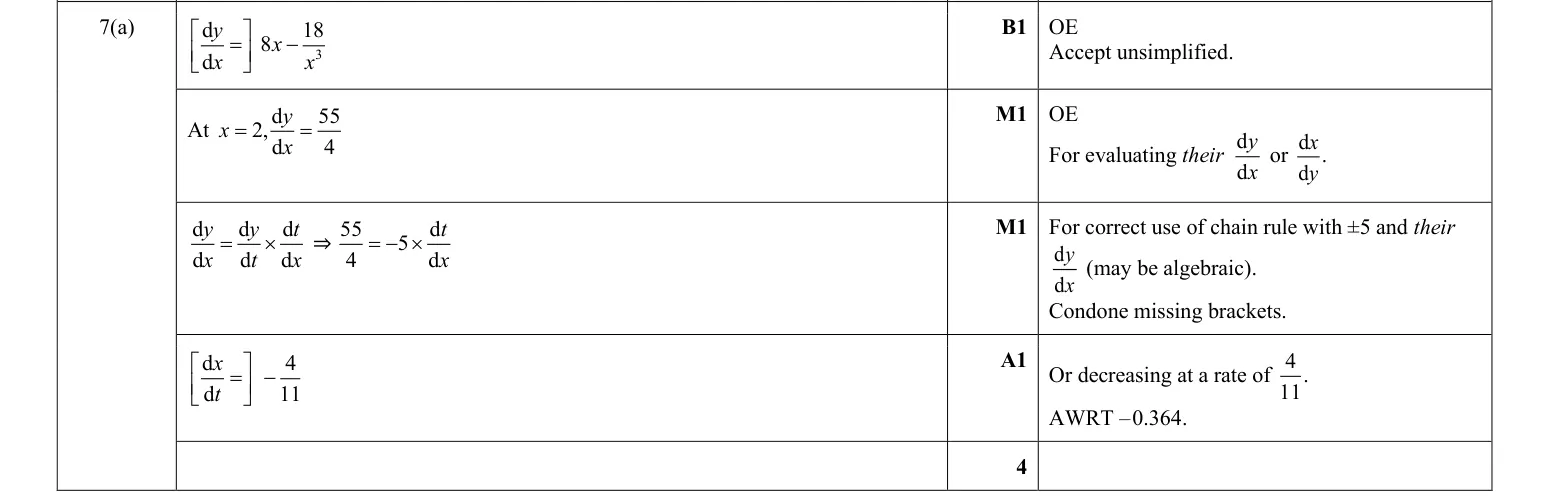 7(a) [dy/dx =] 8x − 18/x³ B1 OE
Accept unsimplified.
At x = 2, dy/dx = 55/4 M1 OE
For evaluating their dy/dx or dx/dy.
dy/dx = dy/dt × dt/dx ⇒ 55/4 = −5 × dt/dx M1 For correct use of chain rule with ±5 and their
dy/dx (may be algebraic).
Condone missing brackets.
[dx/dt =] − 4/11 A1 Or decreasing at a rate of 4/11.
AWRT −0.364.
4